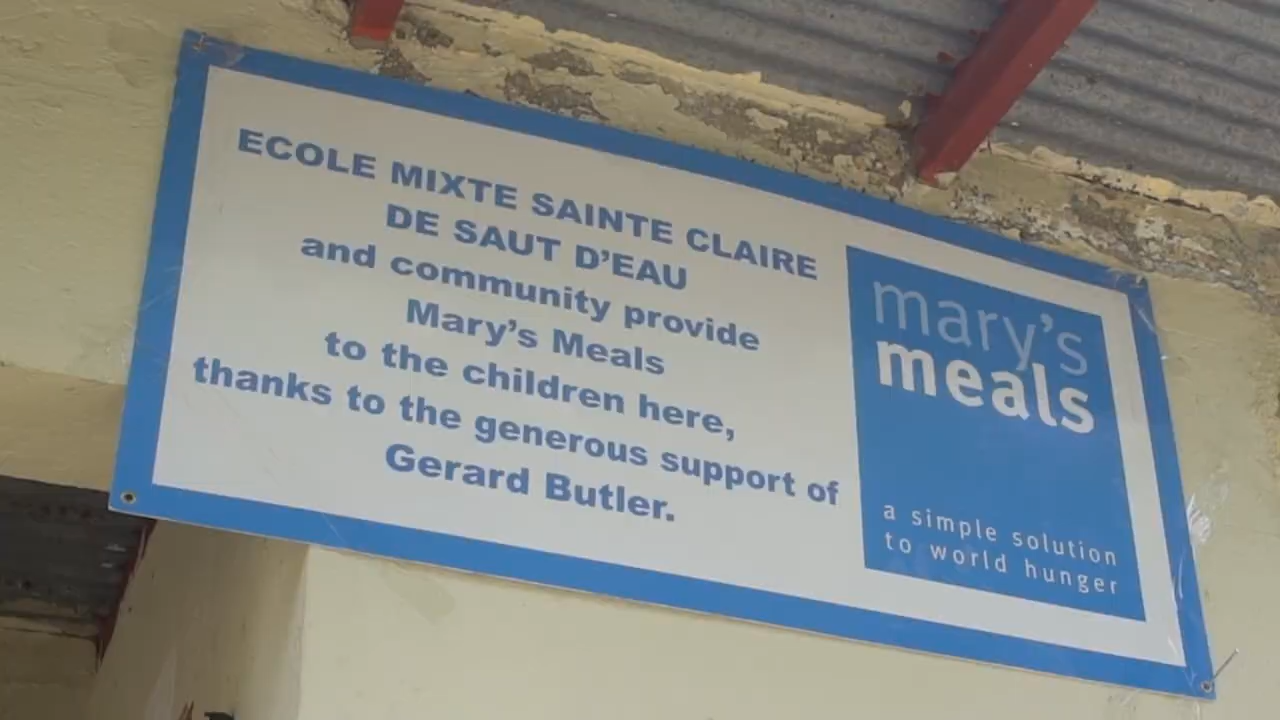 ECOLE MIXTE SAINTE CLAIRE
DE SAUT D'EAU
and community provide
Mary's Meals
to the children here,
thanks to the generous support of
Gerard Butler.
mary's
meals
a simple solution
to world hunger